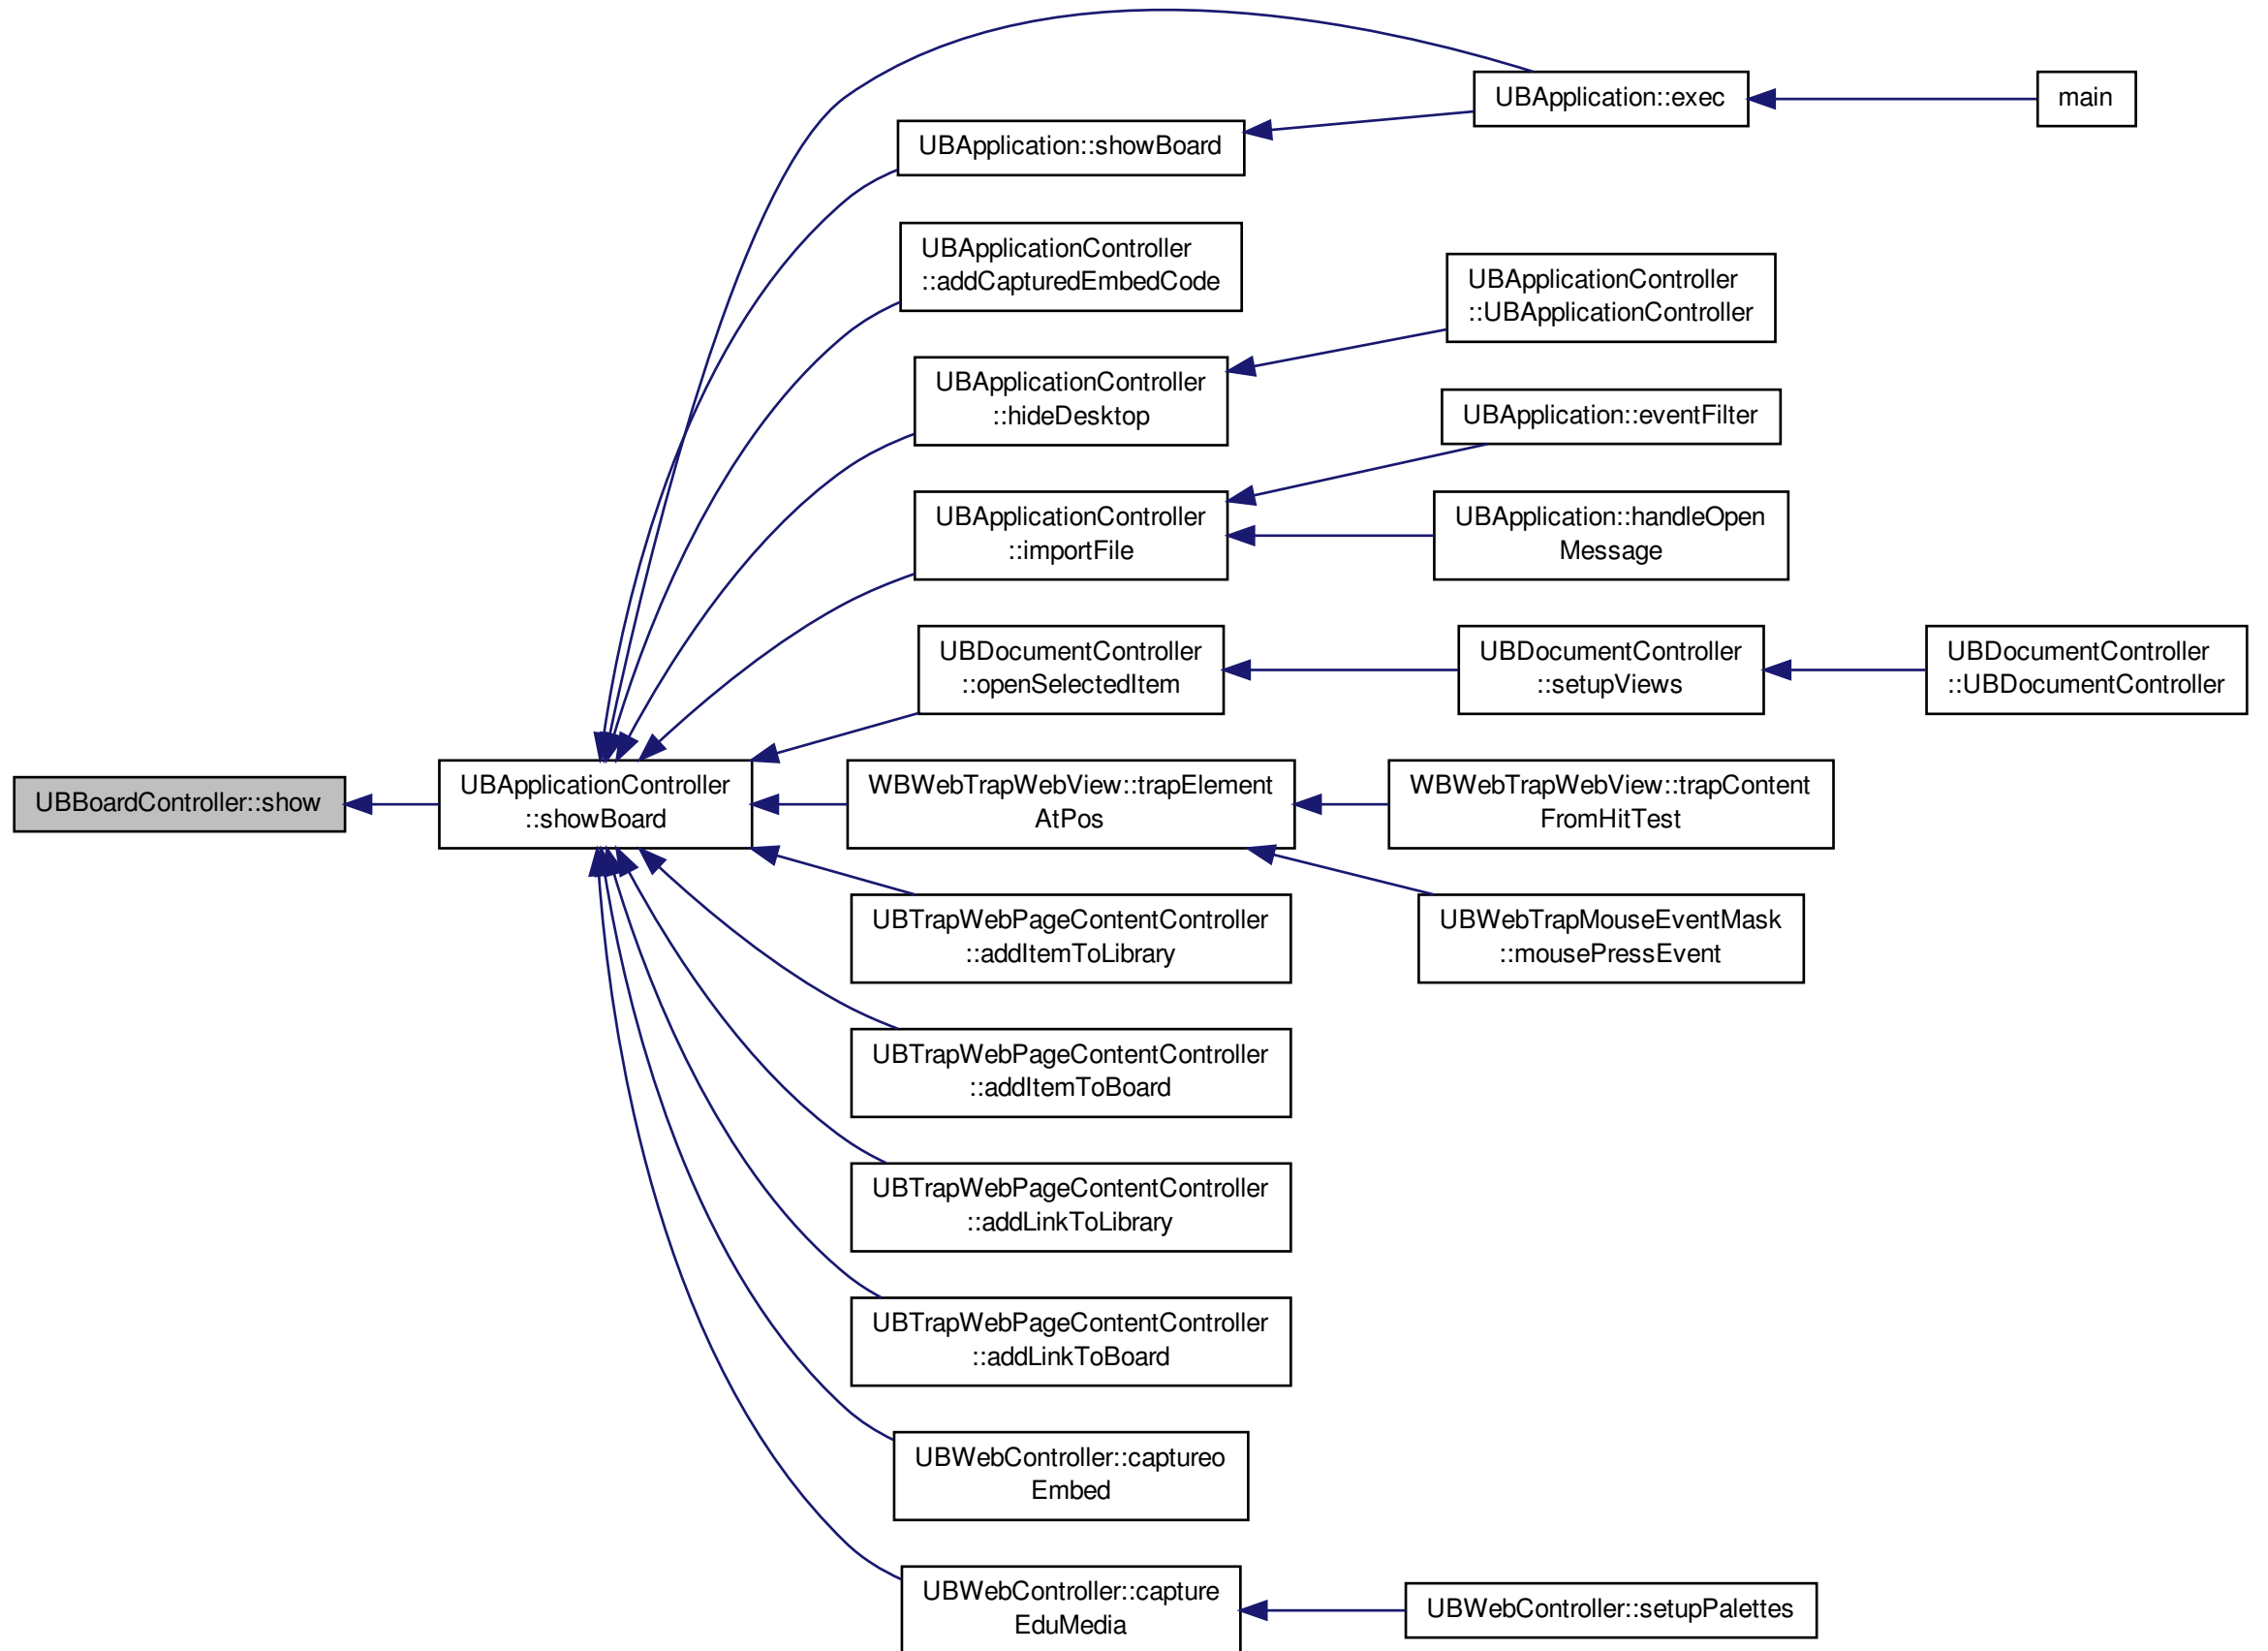 UBApplication::exec
main
UBApplication::showBoard
UBApplicationController
::addCapturedEmbedCode
UBApplicationController
::UBApplicationController
UBApplicationController
::hideDesktop
UBApplication::eventFilter
UBApplicationController
::importFile
UBApplication::handleOpen
Message
UBDocumentController
::openSelectedItem
UBDocumentController
::setupViews
UBDocumentController
::UBDocumentController
UBBoardController::show
UBApplicationController
::showBoard
WBWebTrapWebView::trapElement
AtPos
WBWebTrapWebView::trapContent
FromHitTest
UBTrapWebPageContentController
::addItemToLibrary
UBWebTrapMouseEventMask
::mousePressEvent
UBTrapWebPageContentController
::addItemToBoard
UBTrapWebPageContentController
::addLinkToLibrary
UBTrapWebPageContentController
::addLinkToBoard
UBWebController::captureo
Embed
UBWebController::capture
EduMedia
UBWebController::setupPalettes